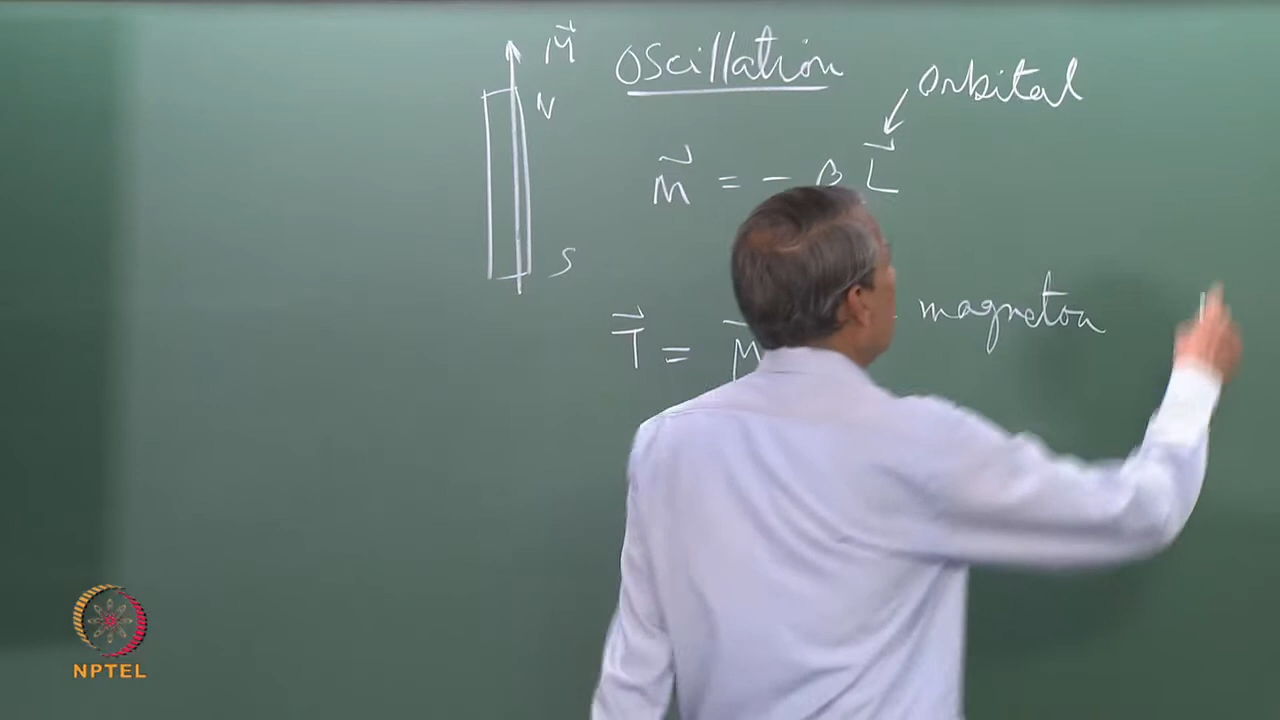 M
Oscillation
N
Orbital
M = - β L
S
magneton
T = M
NPTEL